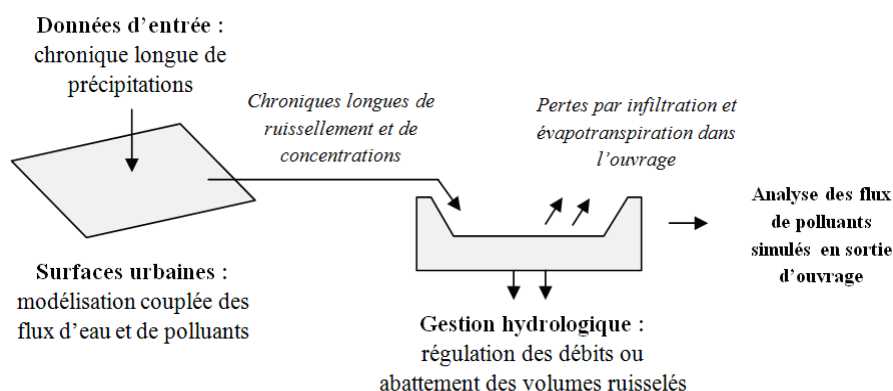 Données d’entrée :
chronique longue de
précipitations
Chroniques longues de
ruissellement et de
concentrations
Pertes par infiltration et
évapotranspiration dans
l’ouvrage
Analyse des flux
de polluants
simulés en sortie
d’ouvrage
Surfaces urbaines :
modélisation couplée des
flux d’eau et de polluants
Gestion hydrologique :
régulation des débits ou
abattement des volumes ruisselés